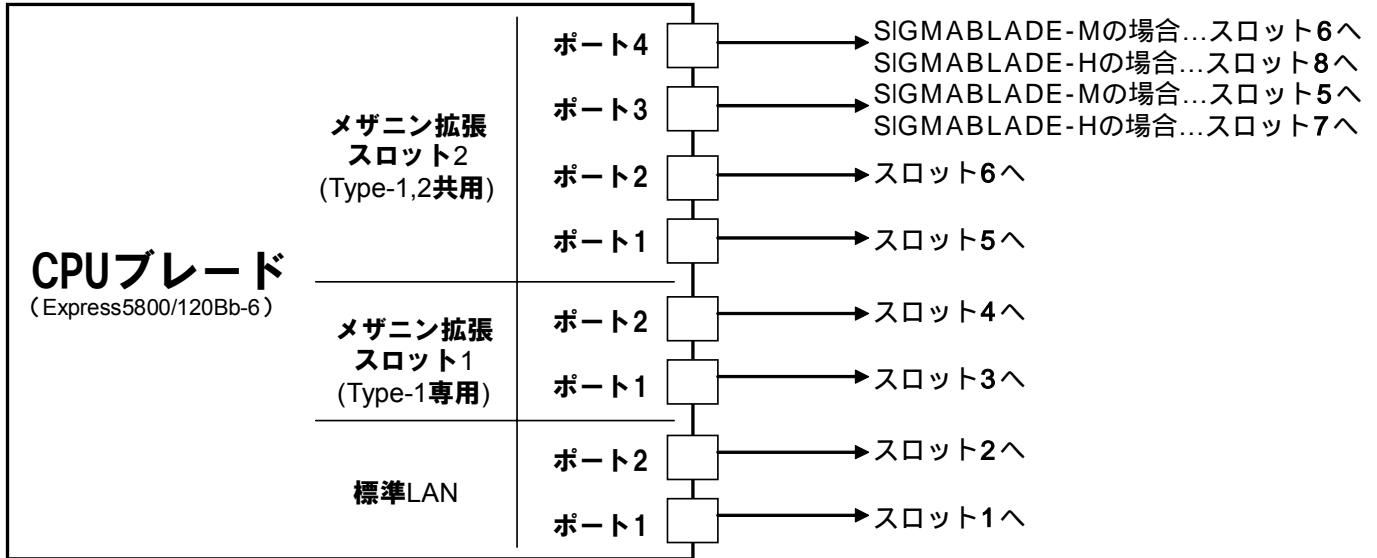 ポート4
SIGMABLADE-Mの場合…スロット6へ
SIGMABLADE-Hの場合…スロット8へ
ポート3
SIGMABLADE-Mの場合…スロット5へ
SIGMABLADE-Hの場合…スロット7へ
メザニン拡張
スロット2
(Type-1,2共用)
ポート2
スロット6へ
ポート1
スロット5へ
CPUブレード
(Express5800/120Bb-6)
メザニン拡張
スロット1
(Type-1専用)
ポート2
スロット4へ
ポート1
スロット3へ
標準LAN
ポート2
スロット2へ
ポート1
スロット1へ